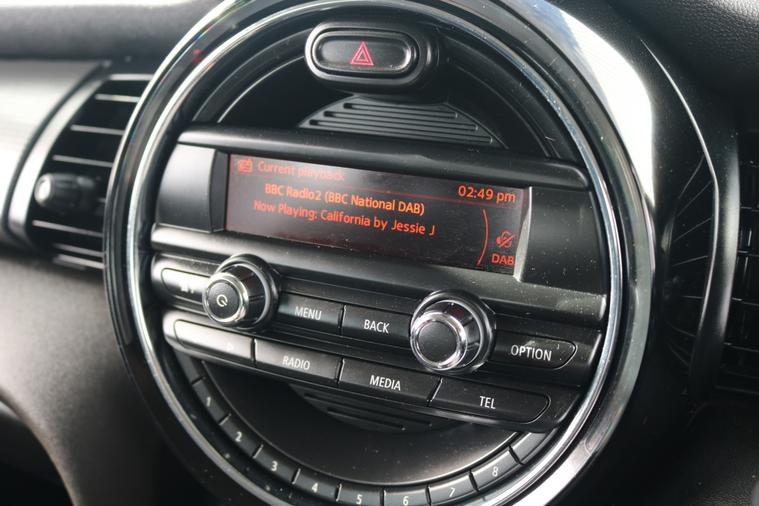 Current playback
02:49 pm
BBC Radio2 (BBC National DAB)
Now Playing: California by Jessie J
DAB
MENU
BACK
OPTION
RADIO
MEDIA
TEL
1
2
3
4
5
6
7
8